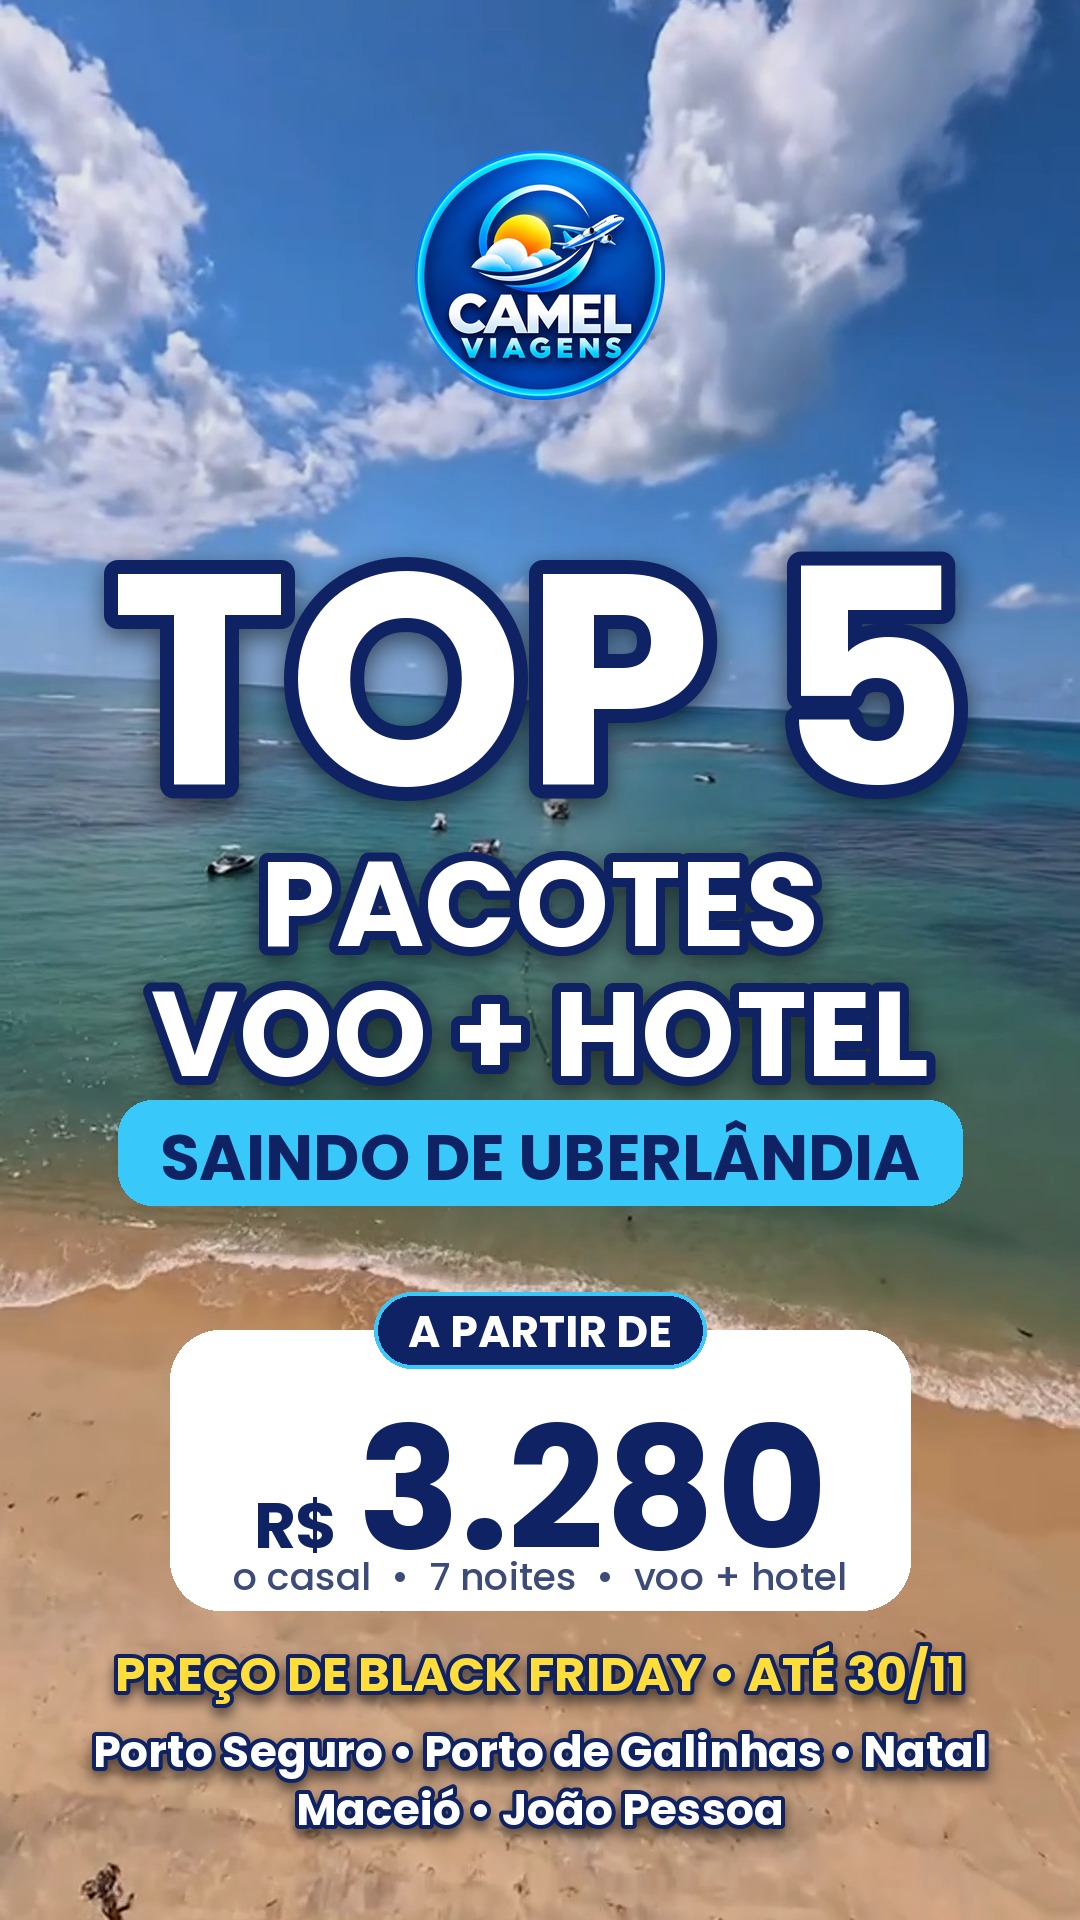 CAMEL
VIAGENS
TOP 5
PACOTES
VOO + HOTEL
SAINDO DE UBERLÂNDIA
A PARTIR DE
R$ 3.280
o casal • 7 noites • voo + hotel
PREÇO DE BLACK FRIDAY • ATÉ 30/11
Porto Seguro • Porto de Galinhas • Natal
Maceió • João Pessoa